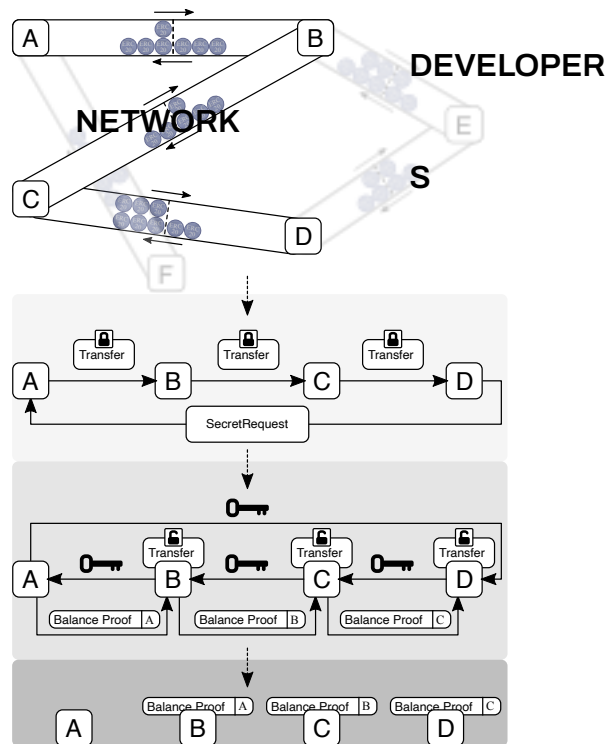 A
B
DEVELOPER
NETWORK
E
S
C
D
F
Transfer
Transfer
Transfer
A
B
C
D
SecretRequest
Transfer
Transfer
Transfer
A
B
C
D
Balance Proof A
Balance Proof B
Balance Proof C
Balance Proof A
Balance Proof B
Balance Proof C
A
B
C
D